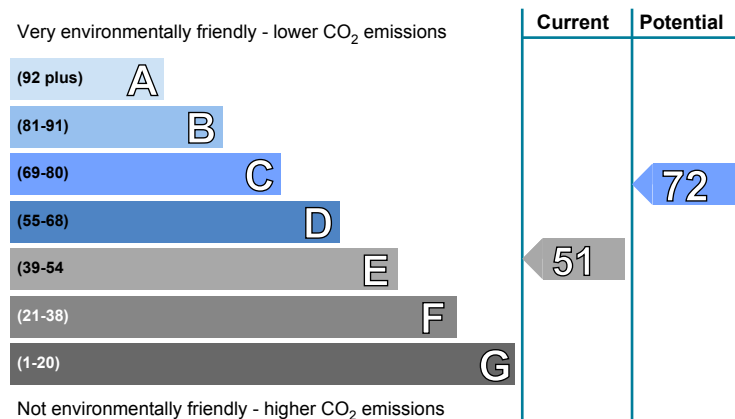 Current Potential
Very environmentally friendly - lower CO₂ emissions
(92 plus) A
(81-91) B
(69-80) C
72
(55-68) D
(39-54 E
51
(21-38) F
(1-20) G
Not environmentally friendly - higher CO₂ emissions